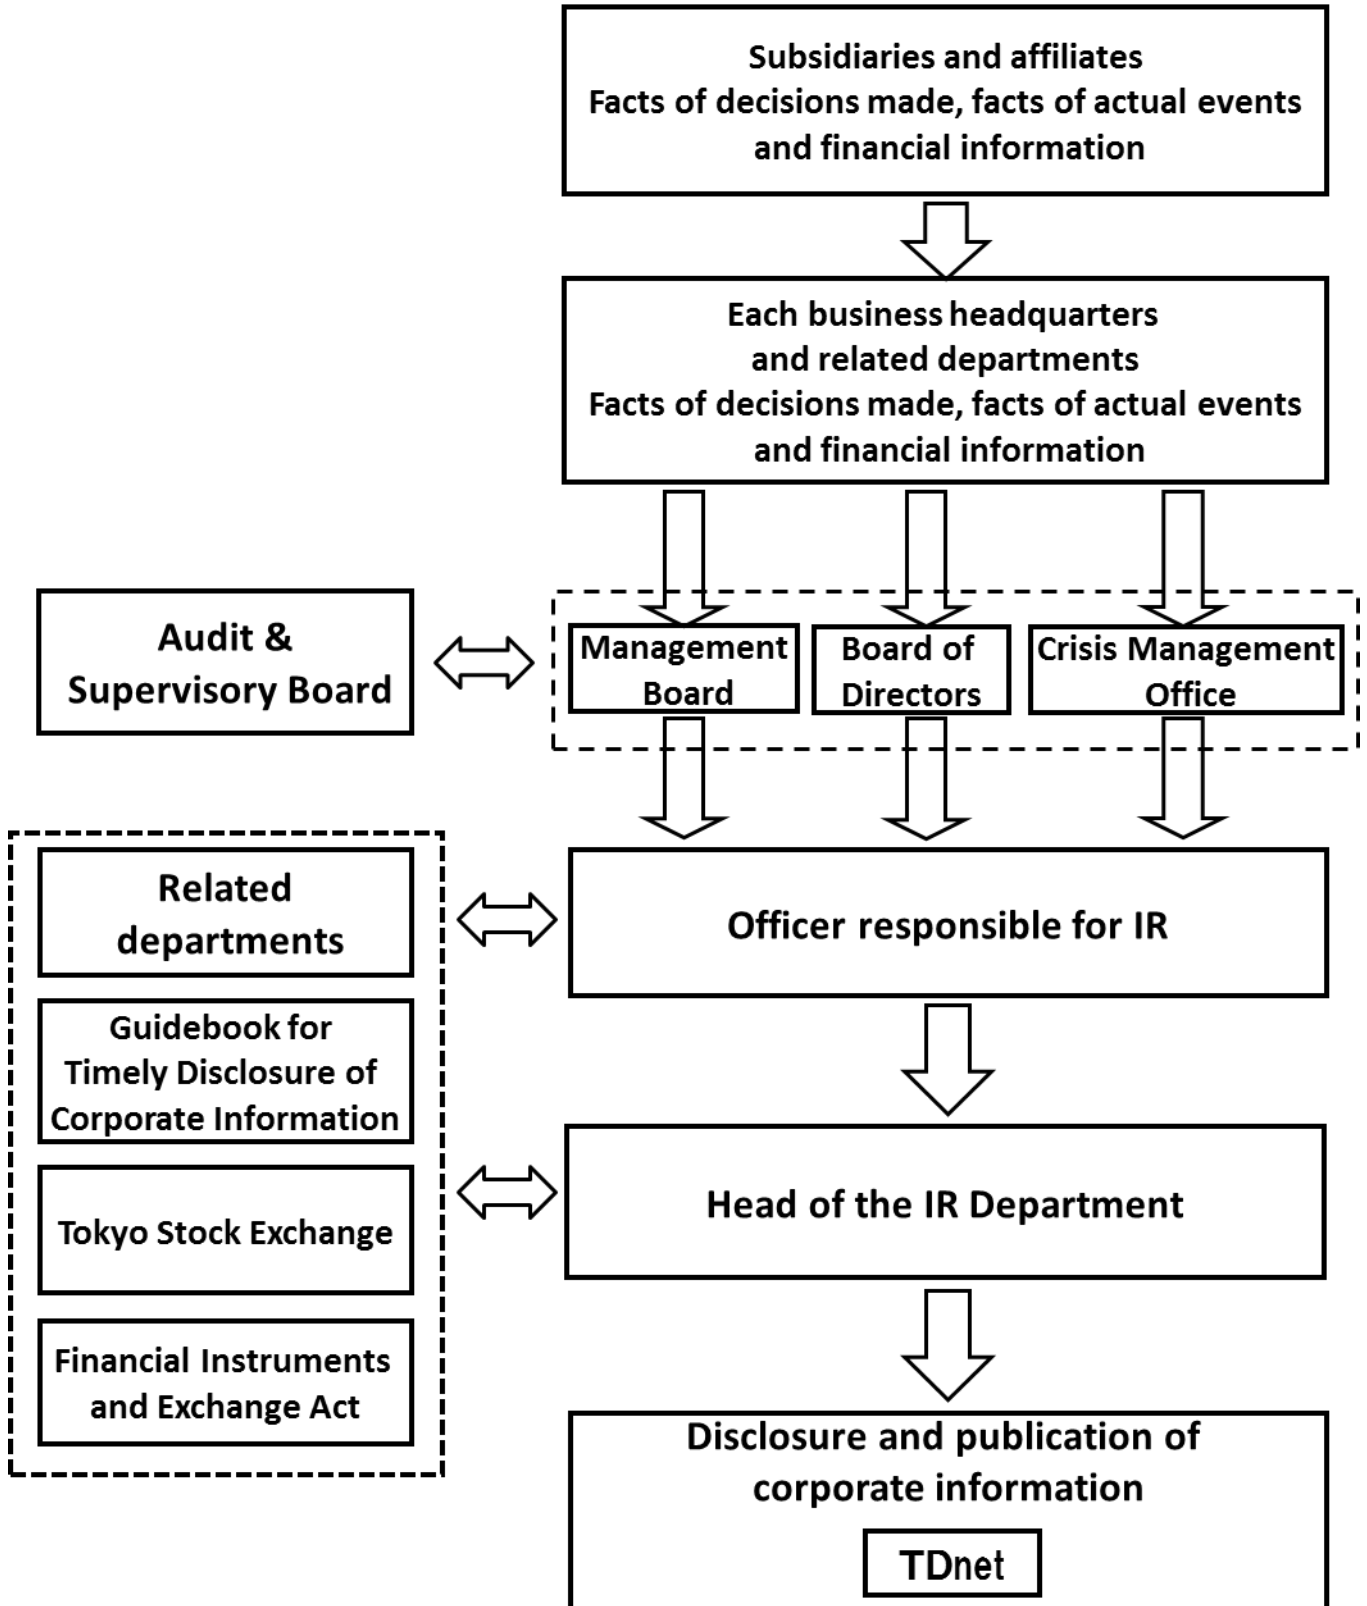 Subsidiaries and affiliates
Facts of decisions made, facts of actual events
and financial information
Each business headquarters
and related departments
Facts of decisions made, facts of actual events
and financial information
Audit &
Supervisory Board
Management
Board
Board of
Directors
Crisis Management
Office
Related
departments
Officer responsible for IR
Guidebook for
Timely Disclosure of
Corporate Information
Head of the IR Department
Tokyo Stock Exchange
Financial Instruments
and Exchange Act
Disclosure and publication of
corporate information
TDnet